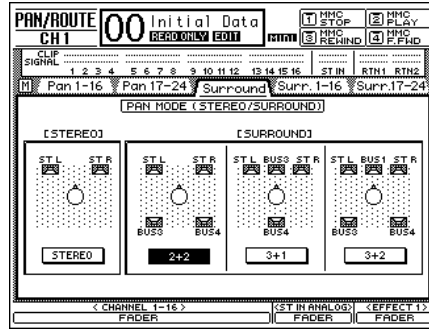 PAN/ROUTE
CH 1
00 Initial Data
READ ONLY EDIT
MIDI
1 MMC STOP 2 MMC PLAY
3 MMC REWIND 4 MMC F.FWD
CLIP
SIGNAL
1 2 3 4 5 6 7 8 9 10 11 12 13 14 15 16 ST IN RTN1 RTN2
M Pan 1-16 Pan 17-24 Surround Surr. 1-16 Surr.17-24
PAN MODE (STEREO/SURROUND)
[STEREO] [SURROUND]
ST L ST R ST L ST R ST L BUS3 ST R ST L BUS1 ST R
BUS3 BUS4 BUS4 BUS3 BUS4
STEREO 2+2 3+1 3+2
< CHANNEL 1-16 > <ST IN ANALOG> <EFFECT 1>
FADER FADER FADER